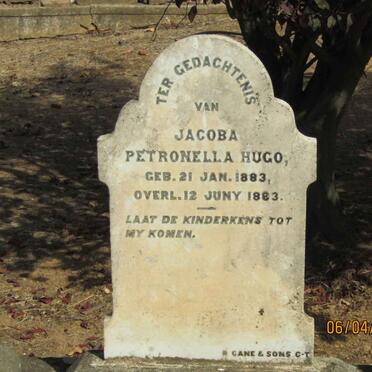 TER GEDACHTENIS
VAN
JACOBA
PETRONELLA HUGO,
GEB. 21 JAN. 1883,
OVERL. 12 JUNY 1883.
LAAT DE KINDERKENS TOT
MY KOMEN.
R CANE & SONS C-T
06/04/